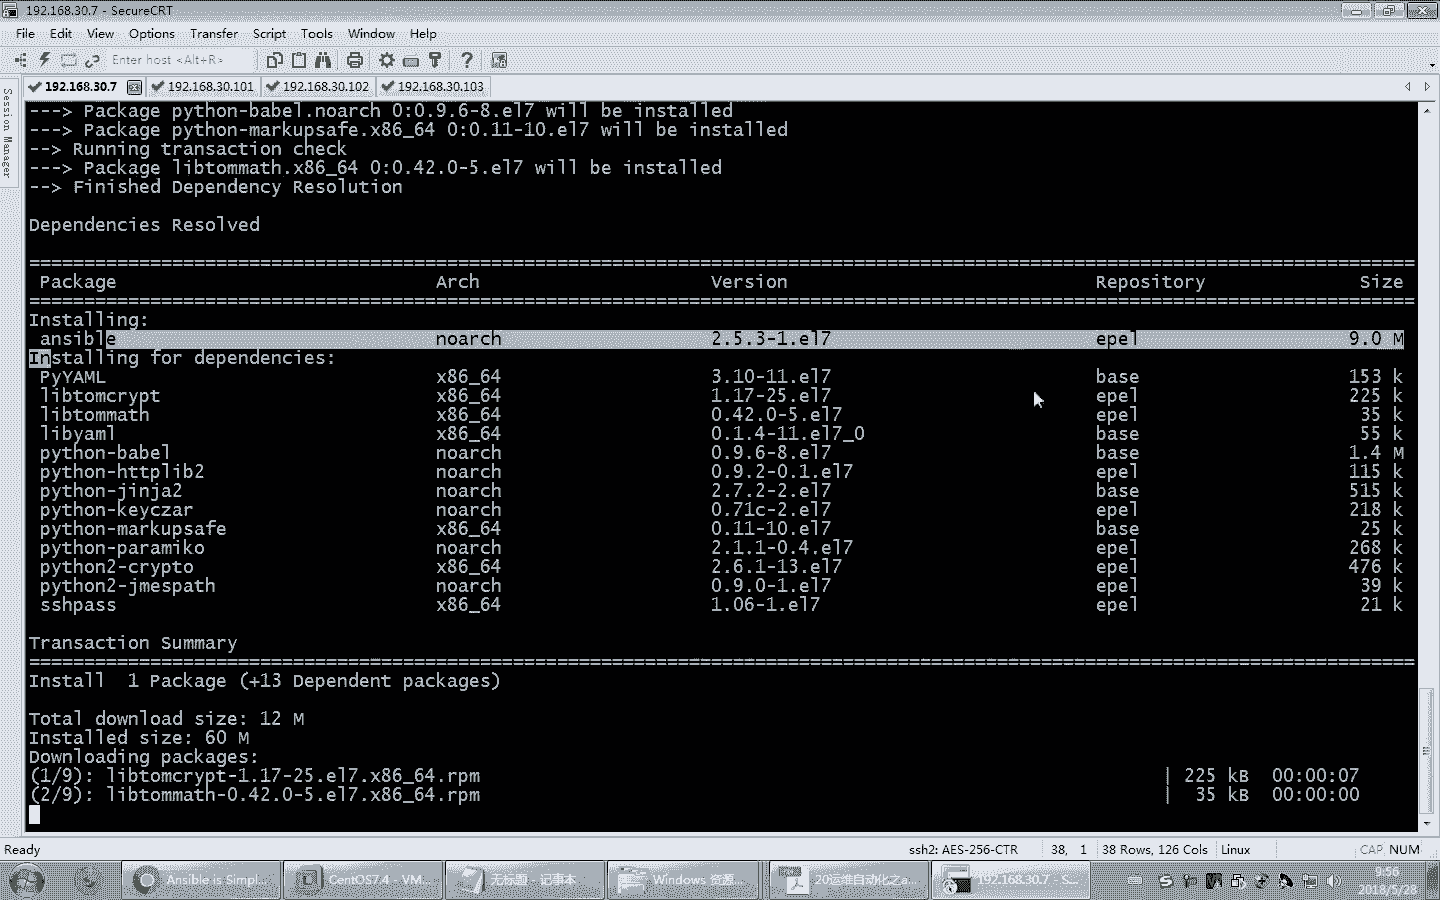 192.168.30.7 - SecureCRT
File Edit View Options Transfer Script Tools Window Help
Enter host <Alt+R>
192.168.30.7 192.168.30.101 192.168.30.102 192.168.30.103
Session Manager
---> Package python-babel.noarch 0:0.9.6-8.el7 will be installed
---> Package python-markupsafe.x86_64 0:0.11-10.el7 will be installed
--> Running transaction check
---> Package libtommath.x86_64 0:0.42.0-5.el7 will be installed
--> Finished Dependency Resolution
Dependencies Resolved
Package Arch Version Repository Size
Installing:
ansible noarch 2.5.3-1.el7 epel 9.0 M
Installing for dependencies:
PyYAML x86_64 3.10-11.el7 base 153 k
libtomcrypt x86_64 1.17-25.el7 epel 225 k
libtommath x86_64 0.42.0-5.el7 epel 35 k
libyaml x86_64 0.1.4-11.el7_0 base 55 k
python-babel noarch 0.9.6-8.el7 base 1.4 M
python-httplib2 noarch 0.9.2-0.1.el7 epel 115 k
python-jinja2 noarch 2.7.2-2.el7 base 515 k
python-keyczar noarch 0.71c-2.el7 epel 218 k
python-markupsafe x86_64 0.11-10.el7 base 25 k
python-paramiko noarch 2.1.1-0.4.el7 epel 268 k
python2-crypto x86_64 2.6.1-13.el7 epel 476 k
python2-jmespath noarch 0.9.0-1.el7 epel 39 k
sshpass x86_64 1.06-1.el7 epel 21 k
Transaction Summary
Install 1 Package (+13 Dependent packages)
Total download size: 12 M
Installed size: 60 M
Downloading packages:
(1/9): libtomcrypt-1.17-25.el7.x86_64.rpm | 225 kB 00:00:07
(2/9): libtommath-0.42.0-5.el7.x86_64.rpm | 35 kB 00:00:00
Ready ssh2: AES-256-CTR 38, 1 38 Rows, 126 Cols Linux CAP NUM
Ansible is Simpl... CentOS7.4 - VM... 无标题 - 记事本 Windows 资源... 20运维自动化之a... 192.168.30.7 - S... 9:56
2018/5/28